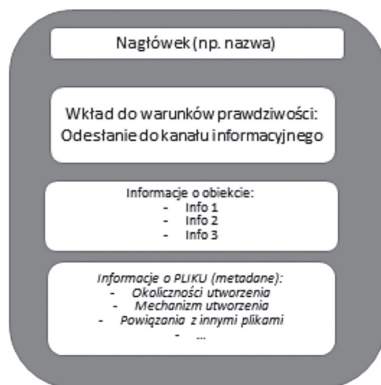 Nagłówek (np. nazwa)
Wkład do warunków prawdziwości:
Odesłanie do kanału informacyjnego
Informacje o obiekcie:
- Info 1
- Info 2
- Info 3
Informacje o PLIKU (metadane):
- Okoliczności utworzenia
- Mechanizm utworzenia
- Powiązania z innymi plikami
- ...